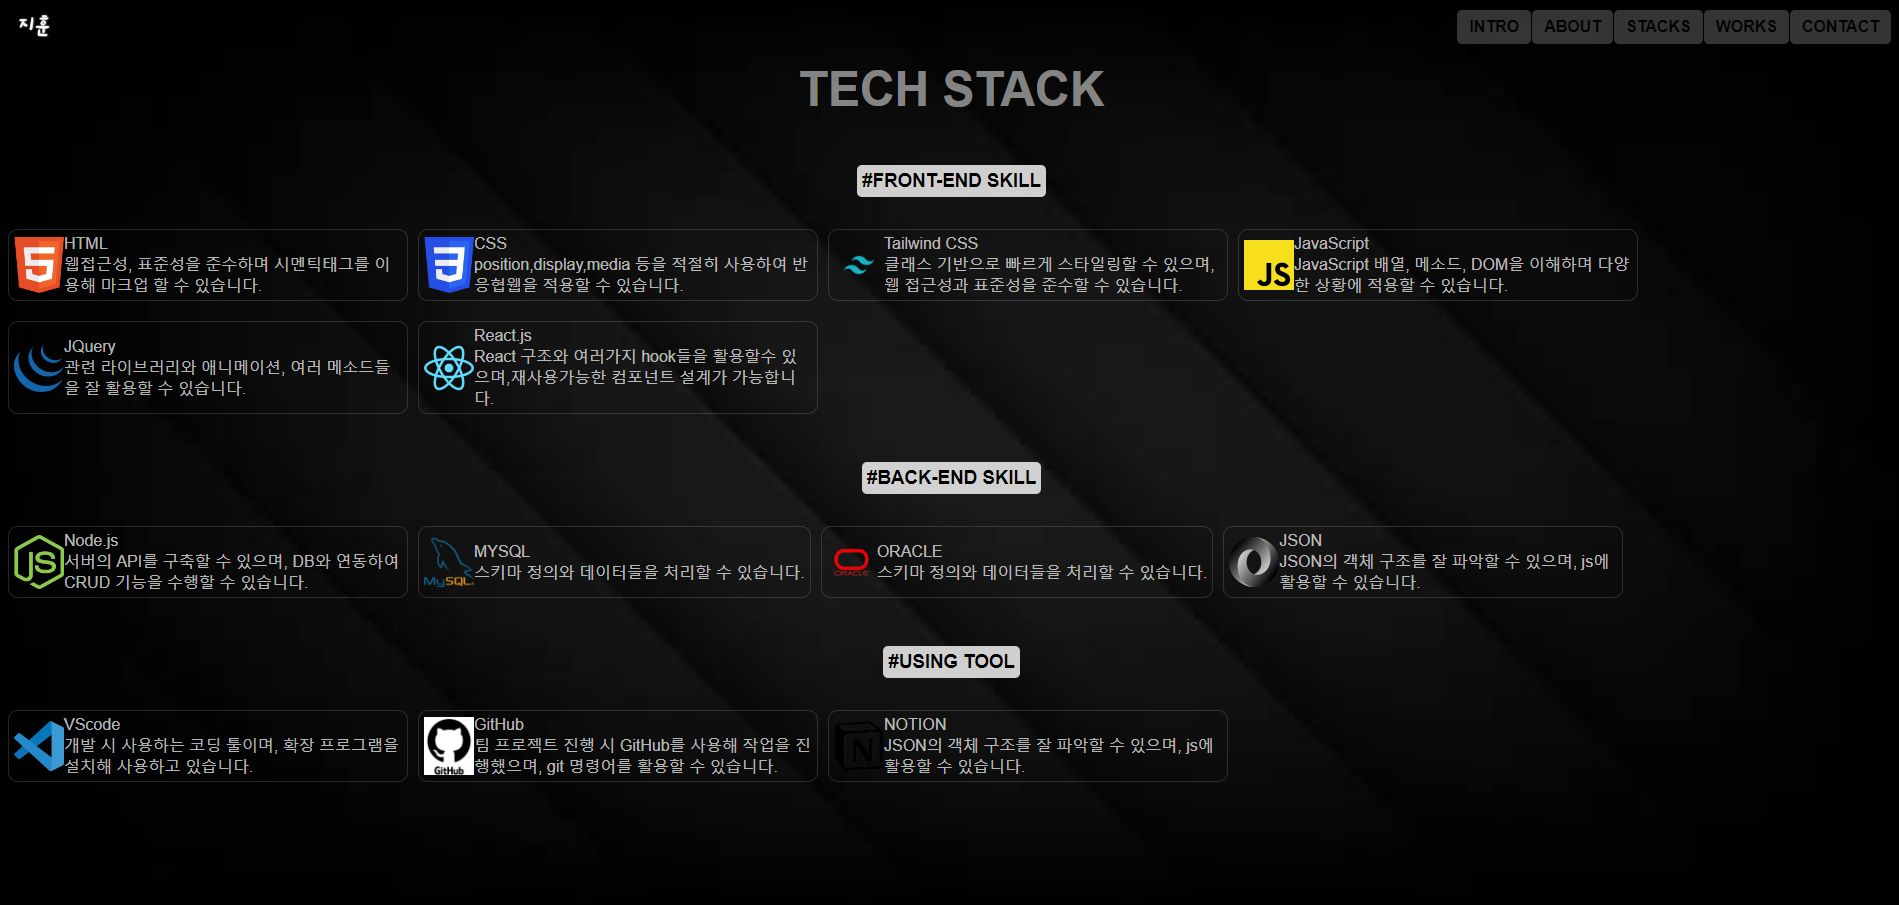 지훈
INTRO ABOUT STACKS WORKS CONTACT
TECH STACK
#FRONT-END SKILL
HTML
웹접근성, 표준성을 준수하며 시멘틱태그를 이
용해 마크업 할 수 있습니다.
CSS
position,display,media 등을 적절히 사용하여 반
응협웹을 적용할 수 있습니다.
Tailwind CSS
클래스 기반으로 빠르게 스타일링할 수 있으며,
웹 접근성과 표준성을 준수할 수 있습니다.
JS
JavaScript
JavaScript 배열, 메소드, DOM을 이해하며 다양
한 상황에 적용할 수 있습니다.
JQuery
관련 라이브러리와 애니메이션, 여러 메소드들
을 잘 활용할 수 있습니다.
React.js
React 구조와 여러가지 hook들을 활용할수 있
으며,재사용가능한 컴포넌트 설계가 가능합니
다.
#BACK-END SKILL
JS
Node.js
서버의 API를 구축할 수 있으며, DB와 연동하여
CRUD 기능을 수행할 수 있습니다.
MySQL
MYSQL
스키마 정의와 데이터들을 처리할 수 있습니다.
ORACLE
ORACLE
스키마 정의와 데이터들을 처리할 수 있습니다.
JSON
JSON의 객체 구조를 잘 파악할 수 있으며, js에
활용할 수 있습니다.
#USING TOOL
VScode
개발 시 사용하는 코딩 툴이며, 확장 프로그램을
설치해 사용하고 있습니다.
GitHub
GitHub
팀 프로젝트 진행 시 GitHub를 사용해 작업을 진
행했으며, git 명령어를 활용할 수 있습니다.
N
NOTION
JSON의 객체 구조를 잘 파악할 수 있으며, js에
활용할 수 있습니다.